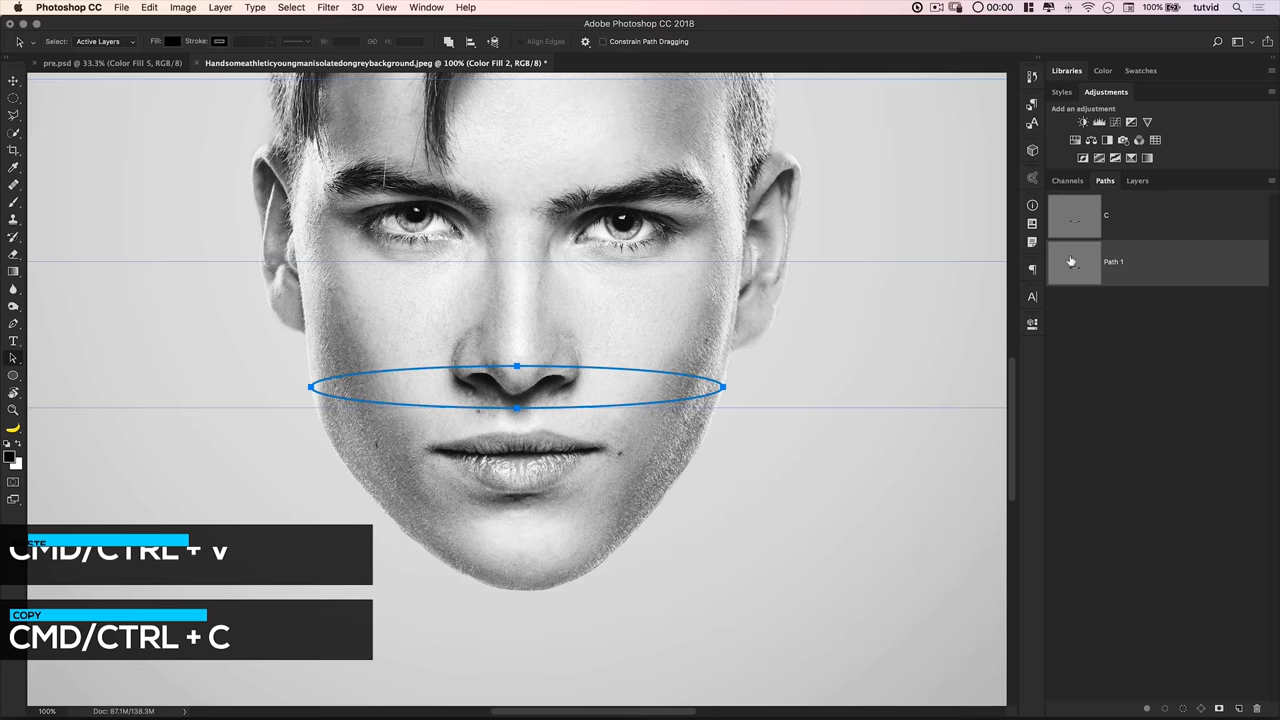 Photoshop CC File Edit Image Layer Type Select Filter 3D View Window Help 00:00 100% tutvid
Adobe Photoshop CC 2018
Select: Active Layers Fill: Stroke: W: H: Align Edges Constrain Path Dragging
pre.psd @ 33.3% (Color Fill 5, RGB/8) Handsomeathleticyoungmanisolatedongreybackground.jpeg @ 100% (Color Fill 2, RGB/8) *
Libraries Color Swatches
Styles Adjustments
Add an adjustment
Channels Paths Layers
C
Path 1
CMD/CTRL + V
COPY
CMD/CTRL + C
100% Doc: 87.1M/138.3M